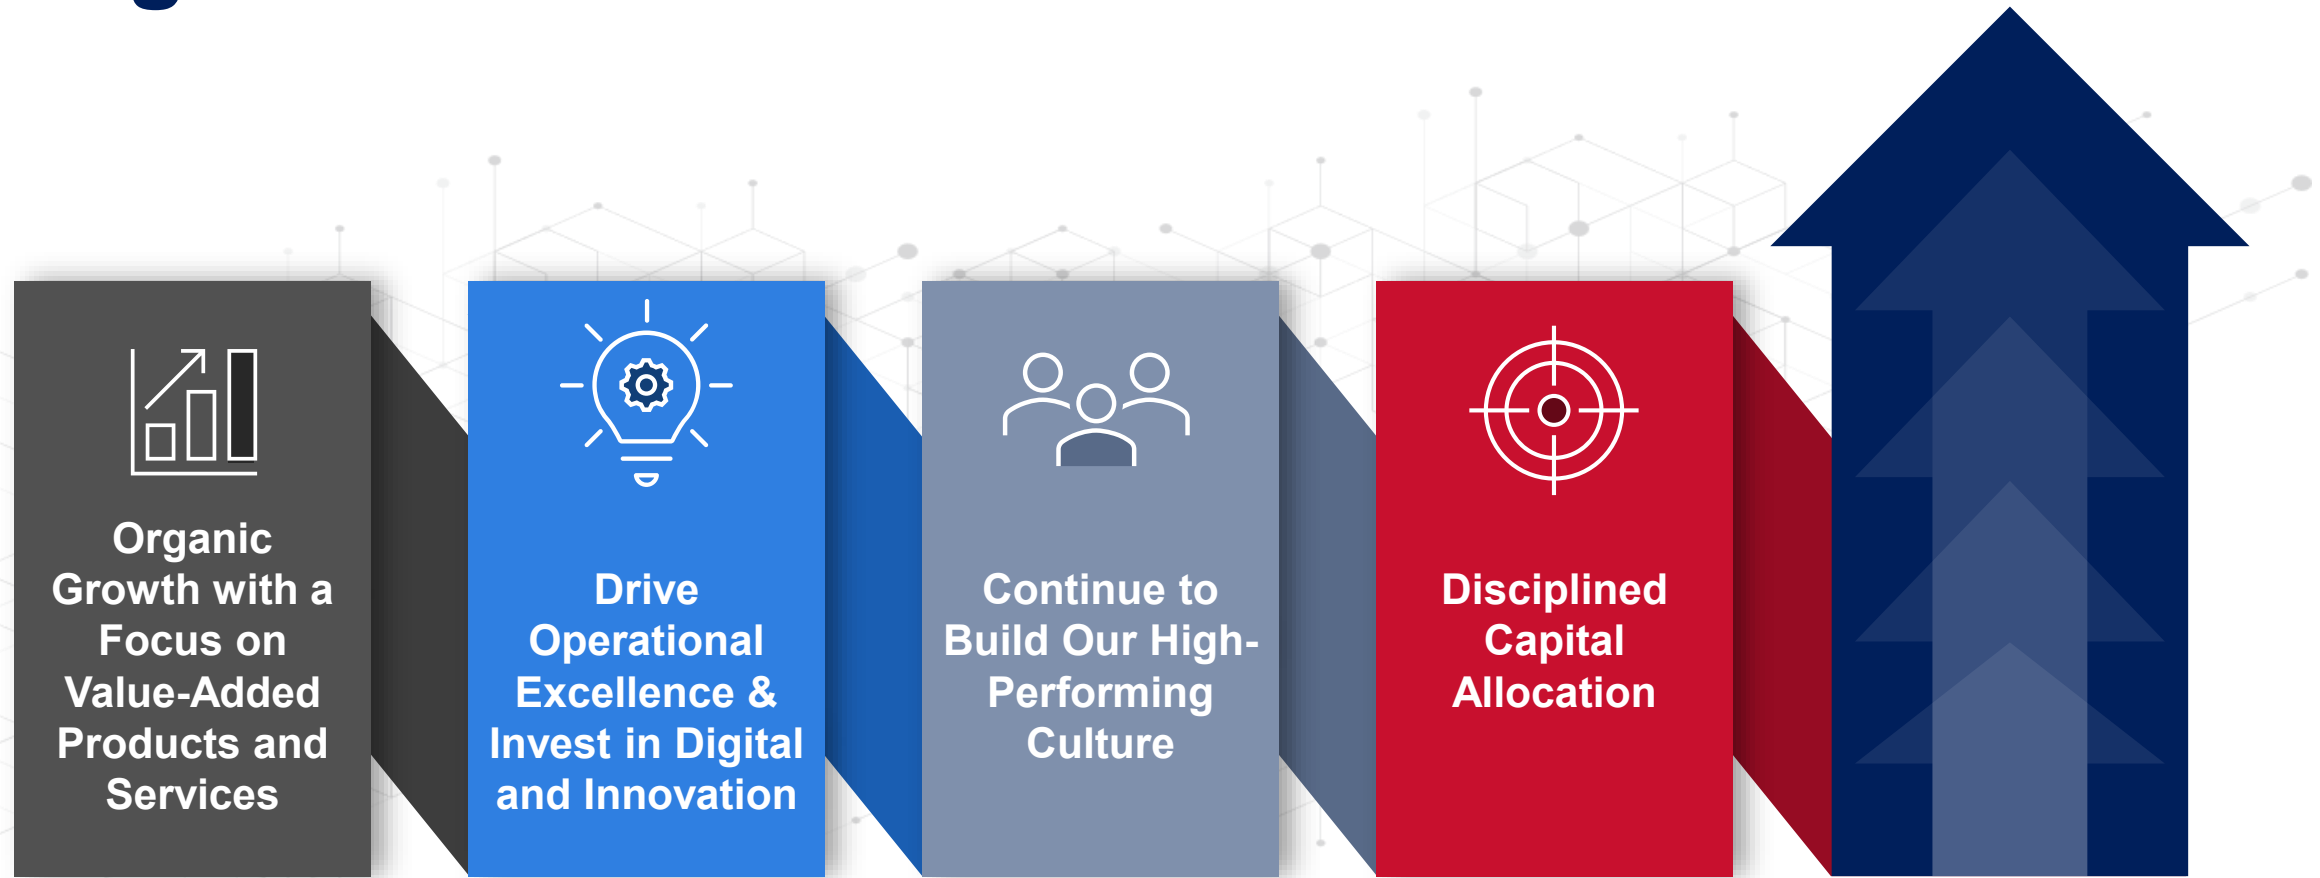 Organic
Growth with a
Focus on
Value-Added
Products and
Services
Drive
Operational
Excellence &
Invest in Digital
and Innovation
Continue to
Build Our High-
Performing
Culture
Disciplined
Capital
Allocation